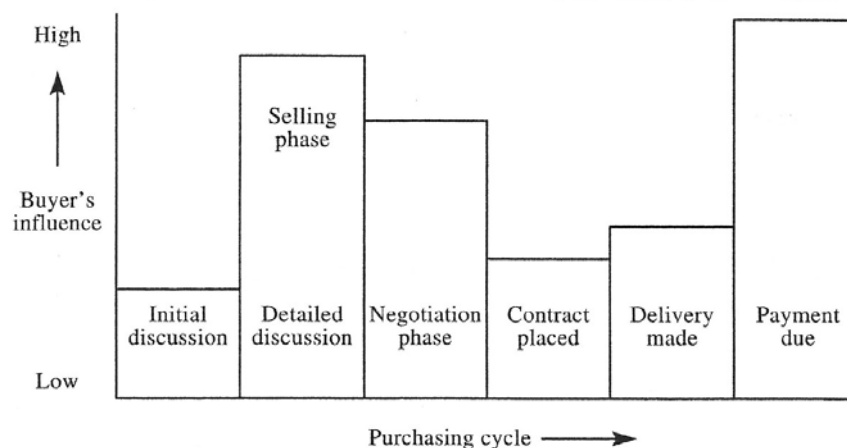 High
Selling
phase
Buyer's
influence
Initial
discussion
Detailed
discussion
Negotiation
phase
Contract
placed
Delivery
made
Payment
due
Low
Purchasing cycle